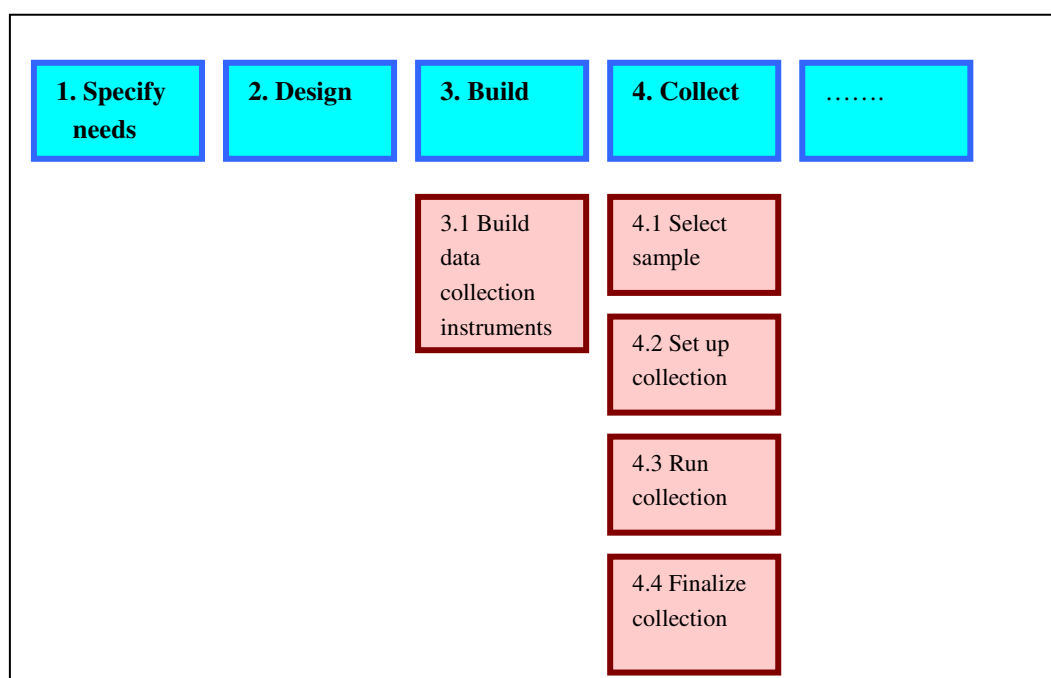 1. Specify
needs
2. Design
3. Build
4. Collect
…….
3.1 Build
data
collection
instruments
4.1 Select
sample
4.2 Set up
collection
4.3 Run
collection
4.4 Finalize
collection